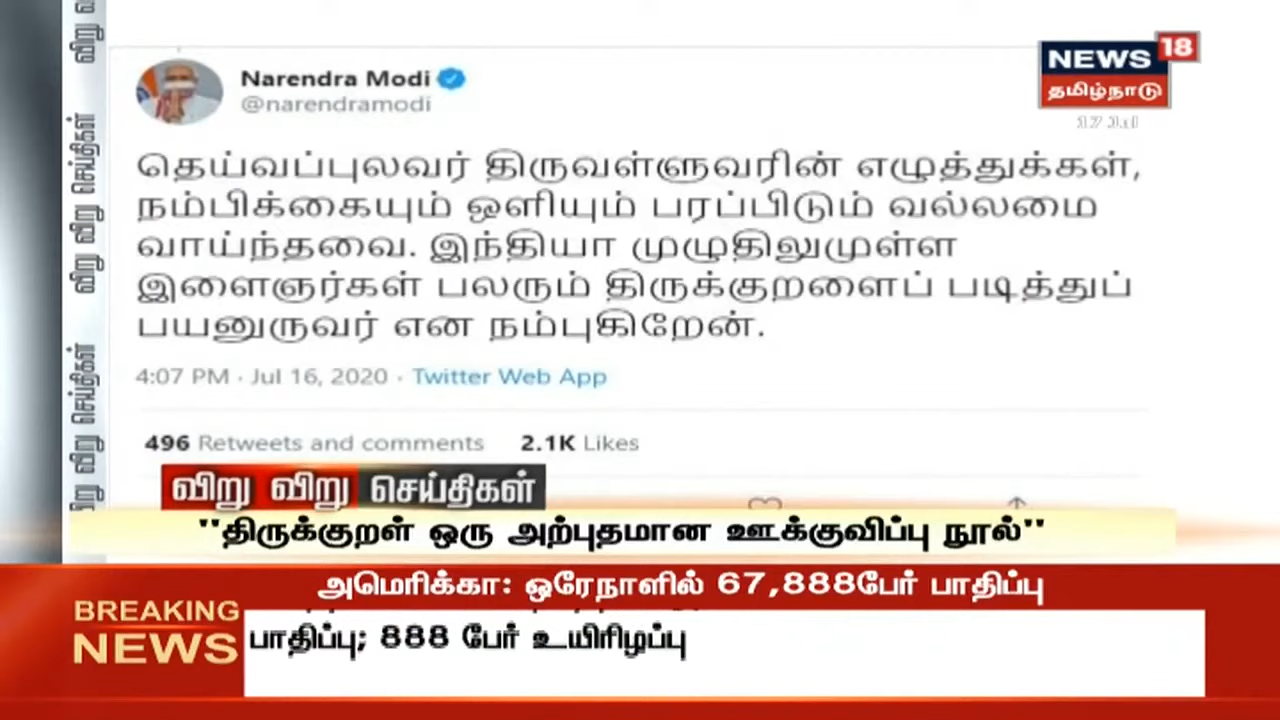 Narendra Modi
@narendramodi
NEWS 18
தமிழ்நாடு
தெய்வப்புலவர் திருவள்ளுவரின் எழுத்துக்கள்,
நம்பிக்கையும் ஒளியும் பரப்பிடும் வல்லமை
வாய்ந்தவை. இந்தியா முழுதிலுமுள்ள
இளைஞர்கள் பலரும் திருக்குறளைப் படித்துப்
பயனுருவர் என நம்புகிறேன்.
4:07 PM · Jul 16, 2020 · Twitter Web App
496 Retweets and comments 2.1K Likes
விறு விறு செய்திகள்
விறு விறு செய்திகள்
விறு விறு செய்திகள்
"திருக்குறள் ஒரு அற்புதமான ஊக்குவிப்பு நூல்"
அமெரிக்கா: ஒரேநாளில் 67,888பேர் பாதிப்பு
BREAKING
NEWS
பாதிப்பு; 888 பேர் உயிரிழப்பு